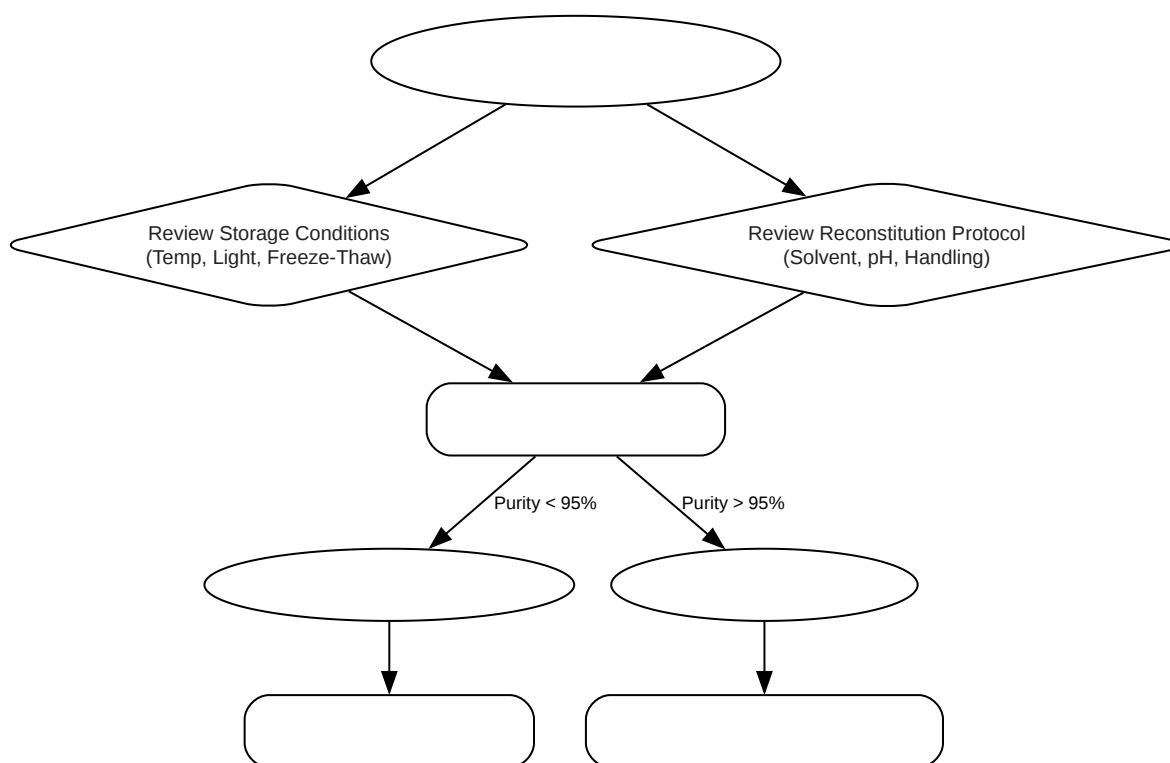 Review Storage Conditions
(Temp, Light, Freeze-Thaw)
Review Reconstitution Protocol
(Solvent, pH, Handling)
Purity < 95%
Purity > 95%